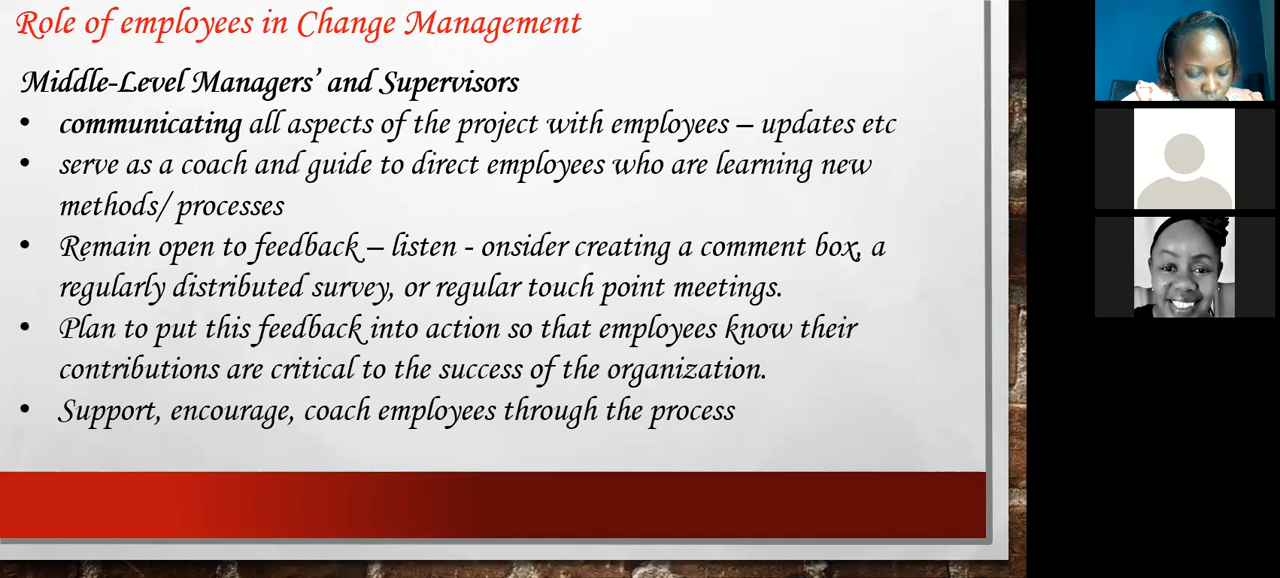 Role of employees in Change Management
Middle-Level Managers’ and Supervisors
• communicating all aspects of the project with employees – updates etc
• serve as a coach and guide to direct employees who are learning new
methods/ processes
• Remain open to feedback – listen - onsider creating a comment box, a
regularly distributed survey, or regular touch point meetings.
• Plan to put this feedback into action so that employees know their
contributions are critical to the success of the organization.
• Support, encourage, coach employees through the process